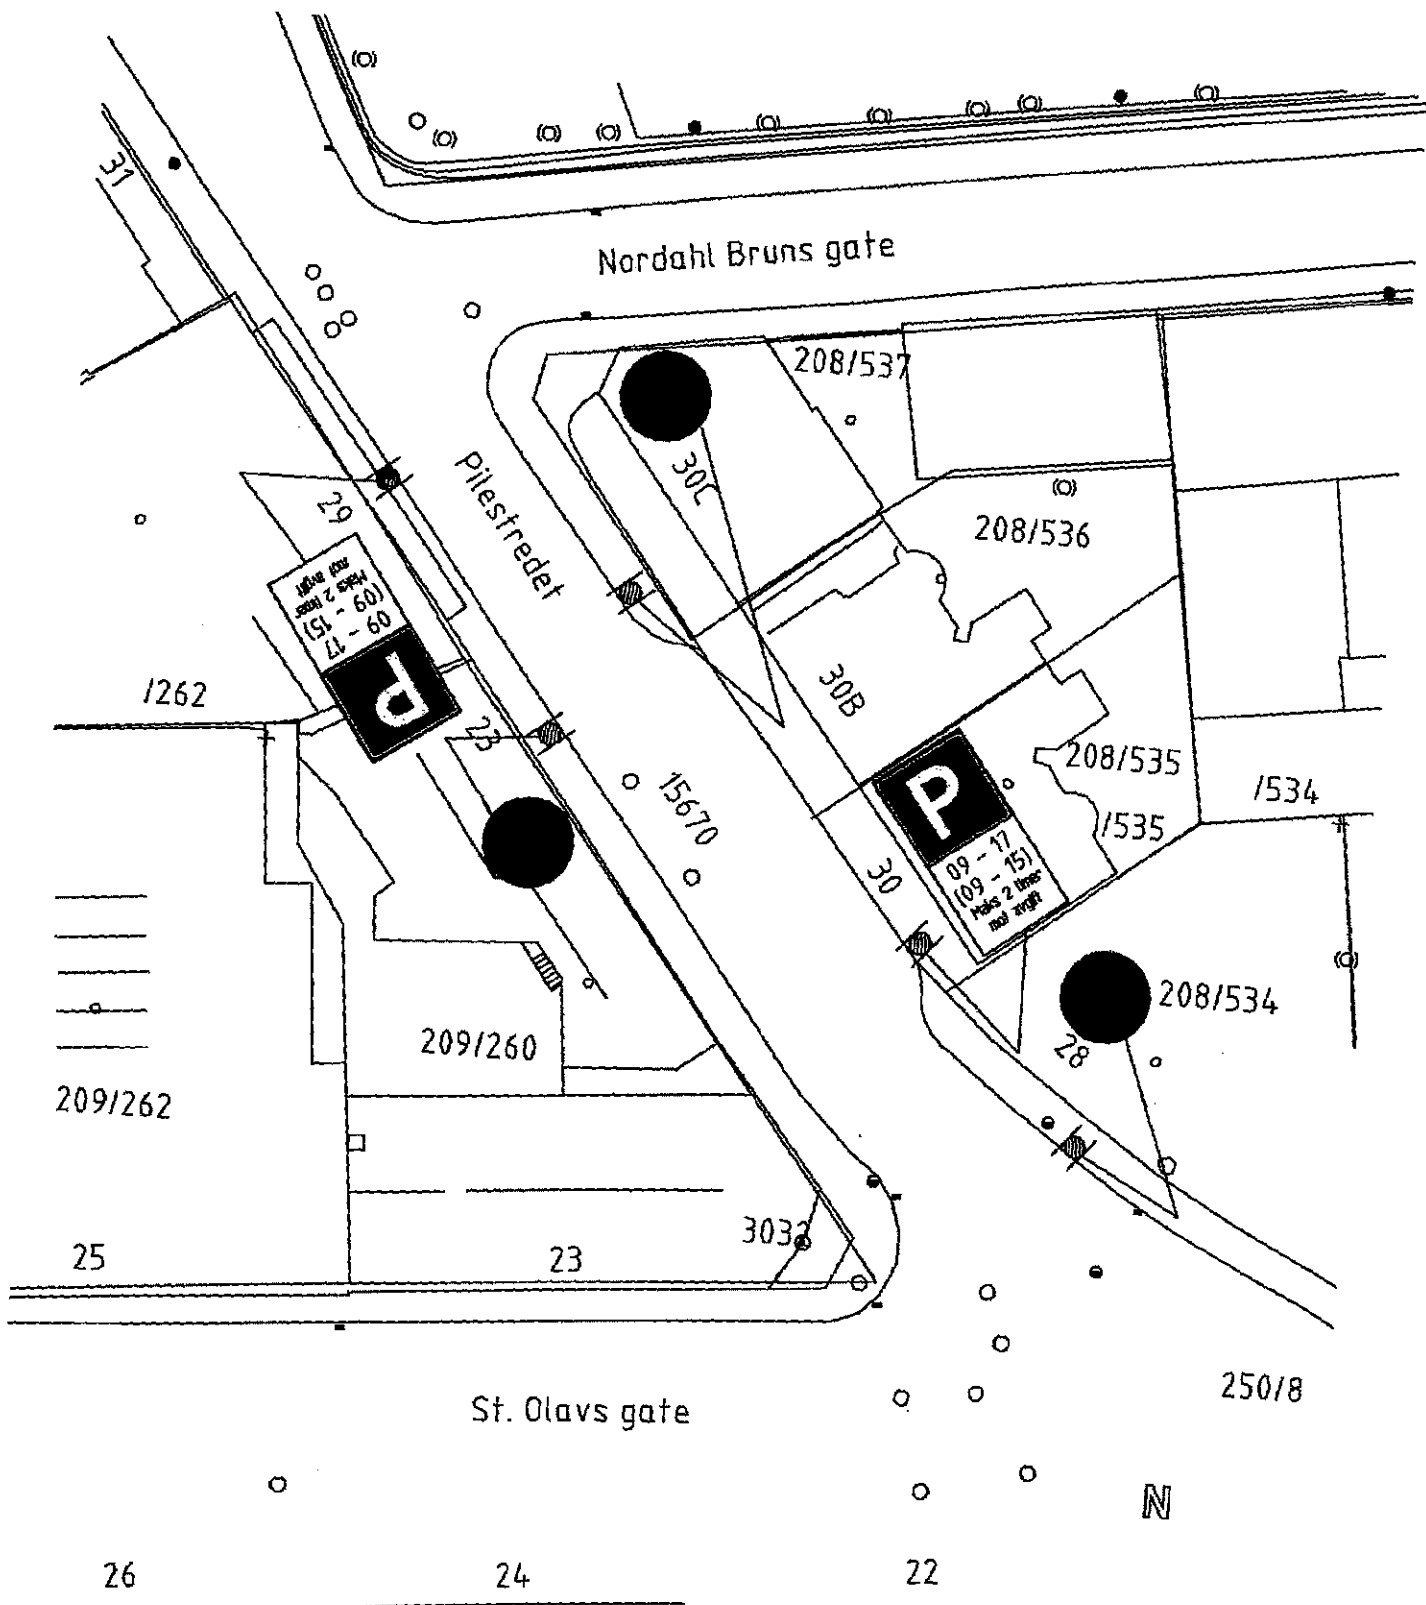 31
Nordahl Bruns gate
208/537
30C
Pilestredet
29
208/536
P
09 - 17
(09 - 15)
Maks 2 timer
mot avgift
/262
30B
23
15670
208/535
/534
/535
P
09 - 17
(09 - 15)
Maks 2 timer
mot avgift
30
208/534
28
209/260
209/262
3032
25
23
250/8
St. Olavs gate
N
26
24
22